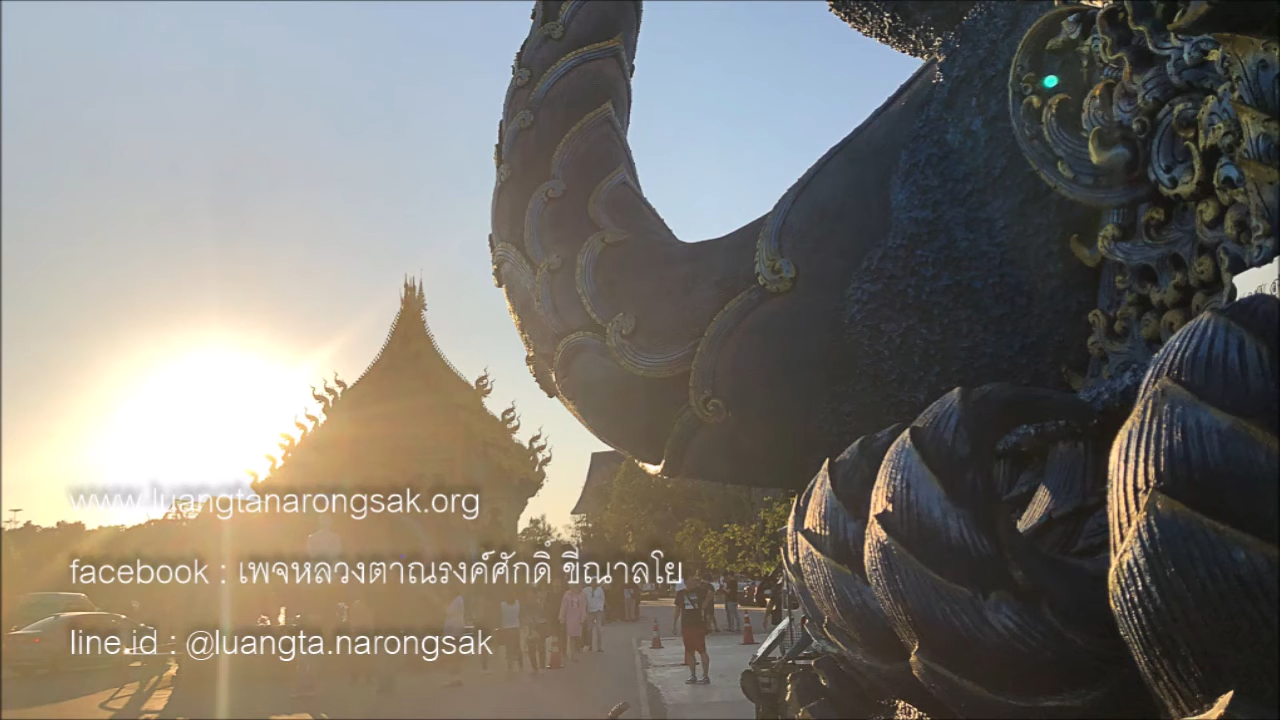 www.luangtanarongsak.org
facebook : เพจหลวงตาณรงค์ศักดิ์ ขีณาลโย
line.id : @luangta.narongsak